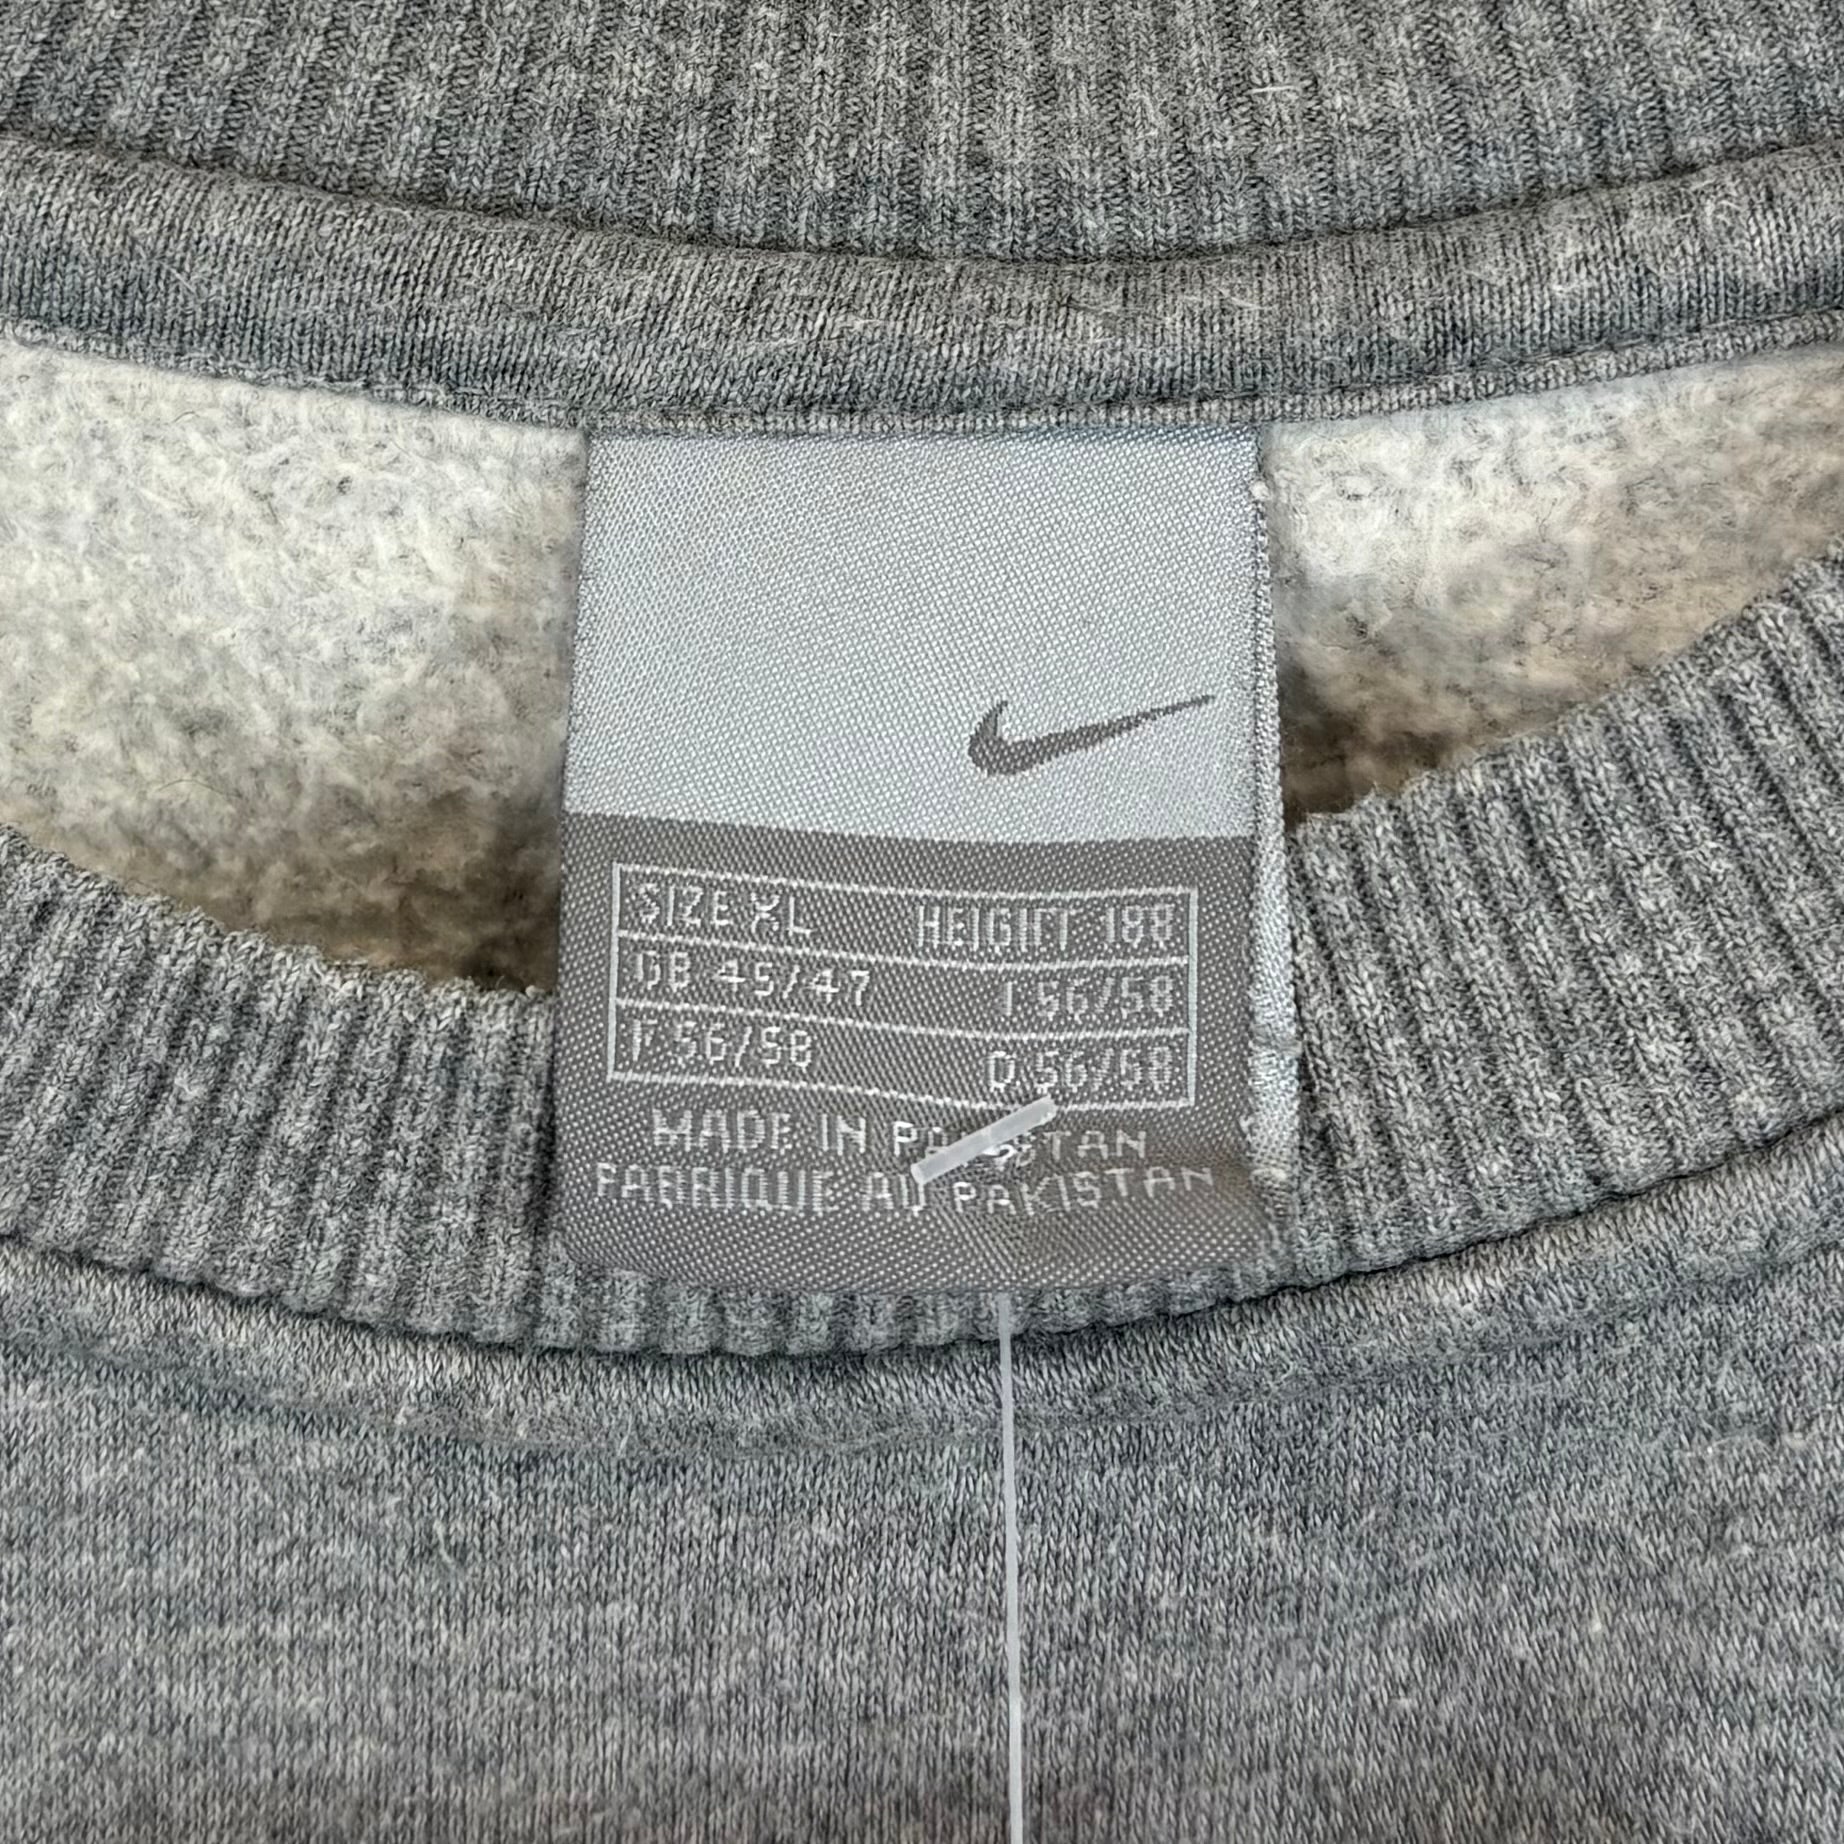 SIZE XL HEIGHT 188
GB 45/47 I 56/58
F 56/58 D 56/58
MADE IN PAKISTAN
FABRIQUE AU PAKISTAN